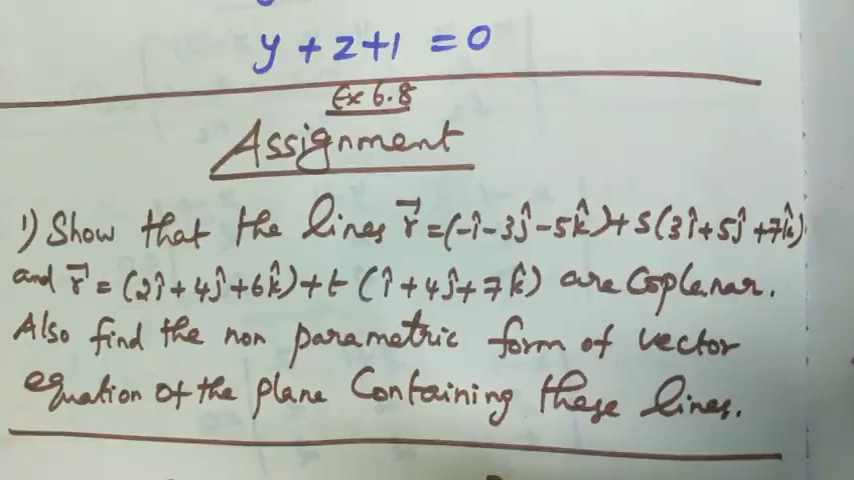 y + z + 1 = 0
Ex 6.8
Assignment
1) Show that the lines r⃗ = (-î - 3ĵ - 5k̂) + s(3î + 5ĵ + 7k̂)
and r⃗ = (2î + 4ĵ + 6k̂) + t (î + 4ĵ + 7k̂) are Coplanar.
Also find the non parametric form of vector
equation of the plane Containing these lines.